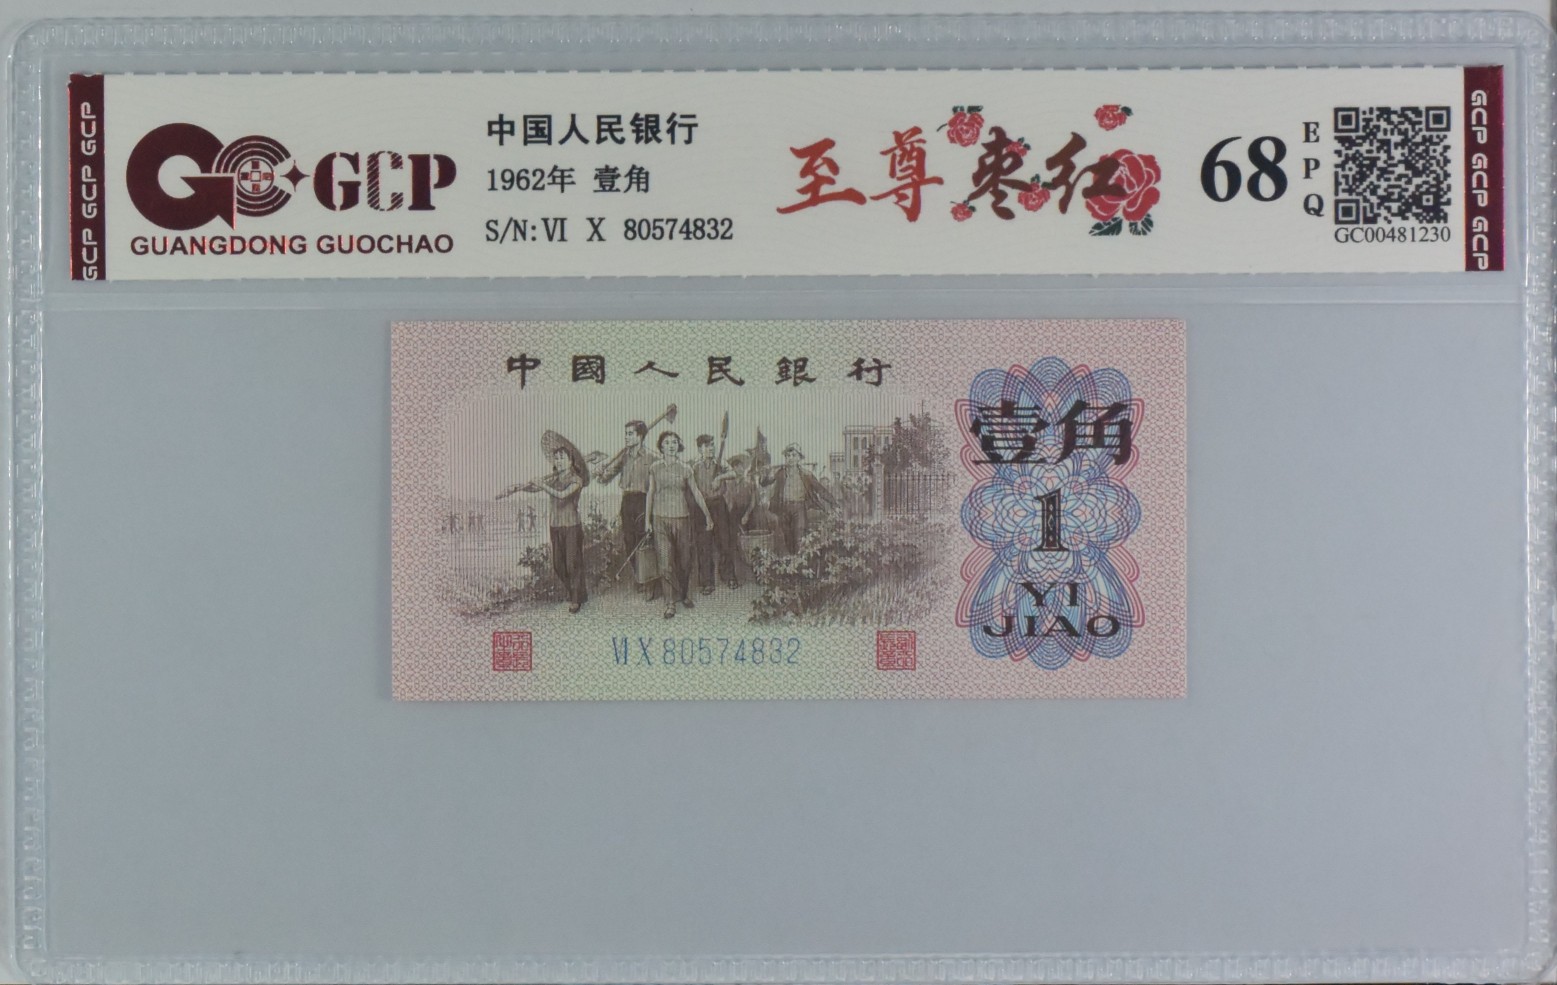 GCP GCP GCP
GCP
GUANGDONG GUOCHAO
中国人民银行
1962年 壹角
S/N: VI X 80574832
至尊枣红
68
EPQ
GC00481230
GCP GCP GCP
中國人民銀行
壹角
1
YI
JIAO
VI X 80574832